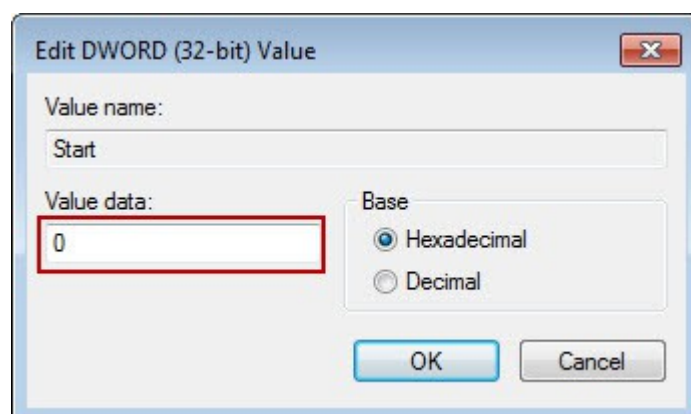 Edit DWORD (32-bit) Value
Value name:
Start
Value data:
0
Base
Hexadecimal
Decimal
OK
Cancel